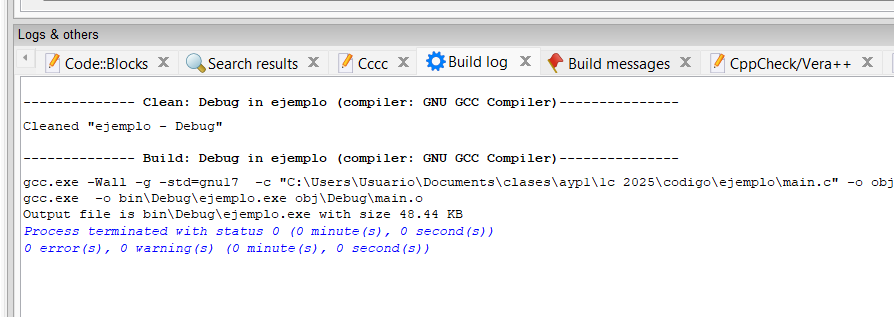 Logs & others
Code::Blocks X Search results X Cccc X Build log X Build messages X CppCheck/Vera++ X
-------------- Clean: Debug in ejemplo (compiler: GNU GCC Compiler)---------------
Cleaned "ejemplo - Debug"
-------------- Build: Debug in ejemplo (compiler: GNU GCC Compiler)---------------
gcc.exe -Wall -g -std=gnu17  -c "C:\Users\Usuario\Documents\clases\ayp1\1c 2025\codigo\ejemplo\main.c" -o obj
gcc.exe  -o bin\Debug\ejemplo.exe obj\Debug\main.o
Output file is bin\Debug\ejemplo.exe with size 48.44 KB
Process terminated with status 0 (0 minute(s), 0 second(s))
0 error(s), 0 warning(s) (0 minute(s), 0 second(s))